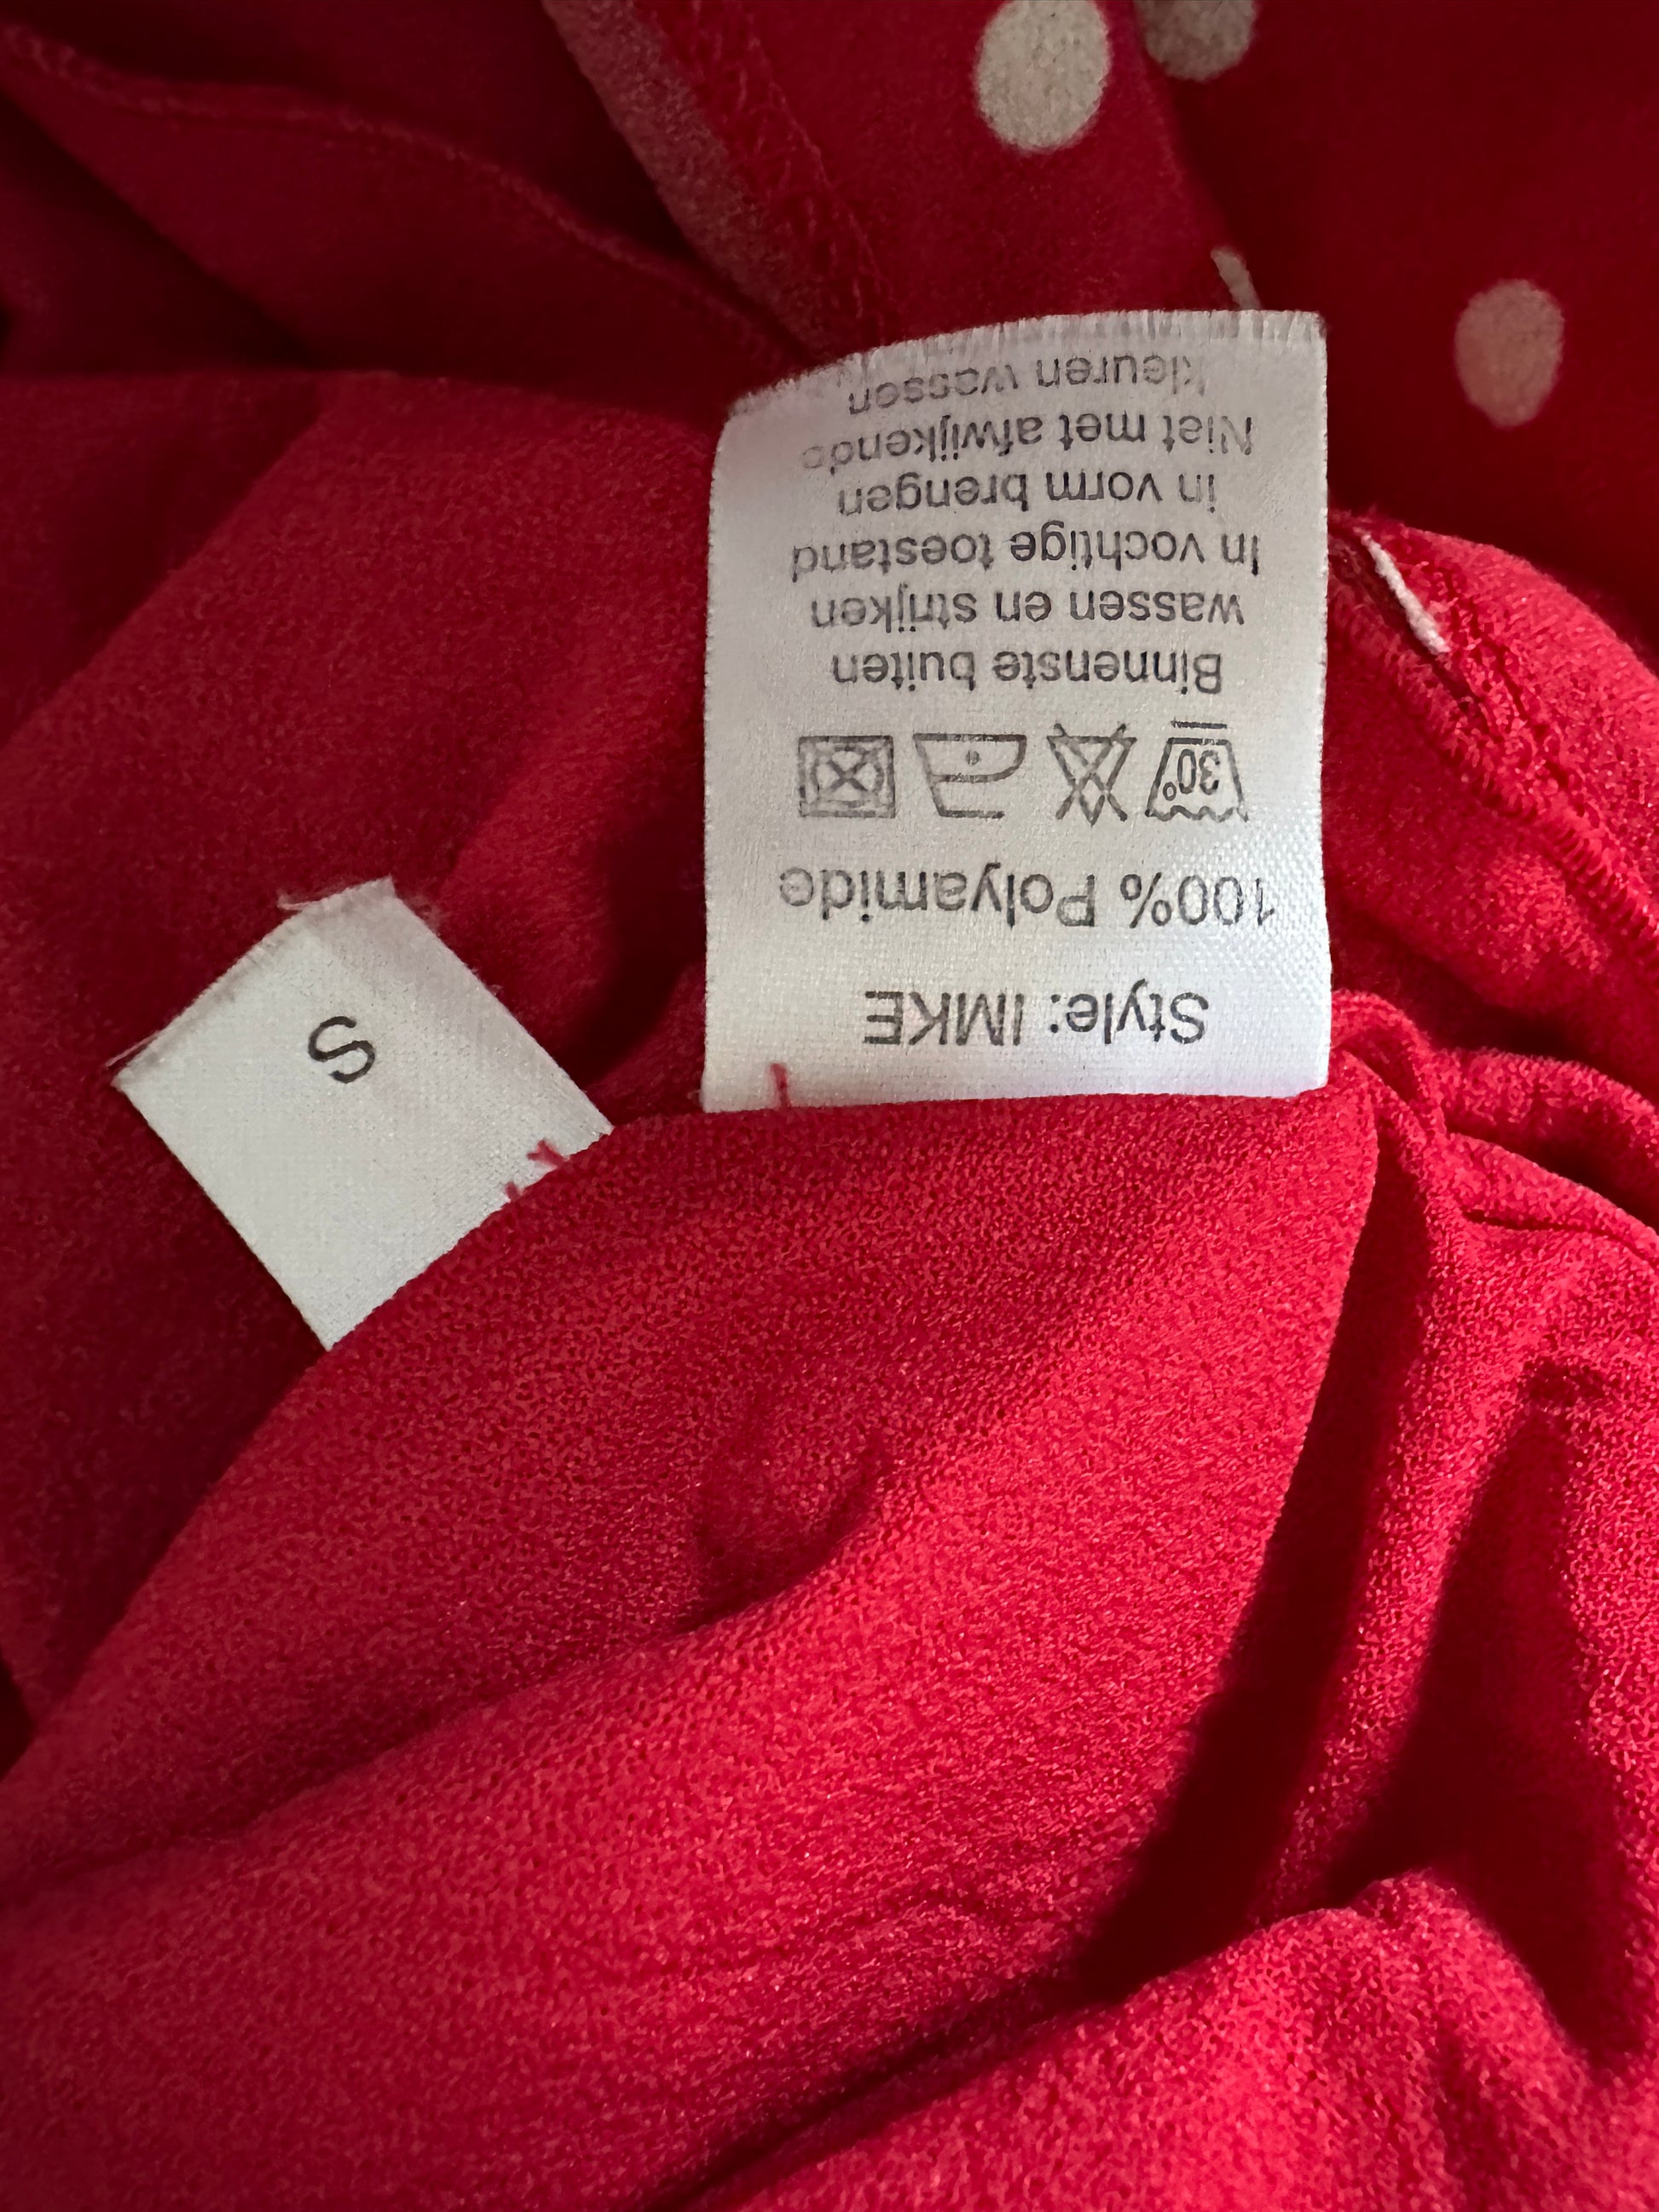 Style: IMKE
100% Polyamide
30°
Binnenste buiten
wassen en strijken
In vochtige toestand
in vorm brengen
Niet met afwijkende
kleuren wassen
S